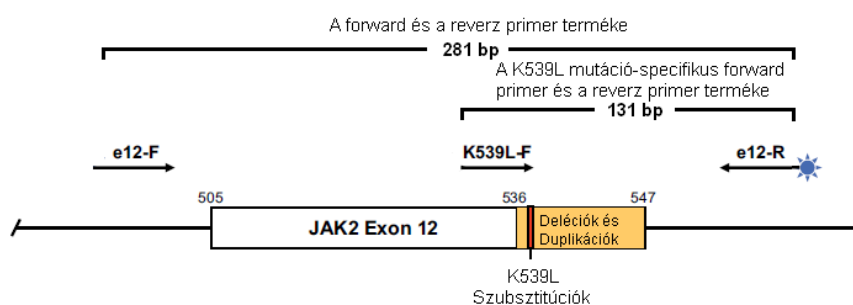 A forward és a reverz primer terméke
281 bp
A K539L mutáció-specifikus forward
primer és a reverz primer terméke
131 bp
e12-F
K539L-F
e12-R
505
536
547
JAK2 Exon 12
Deléciók és
Duplikációk
K539L
Szubsztitúciók